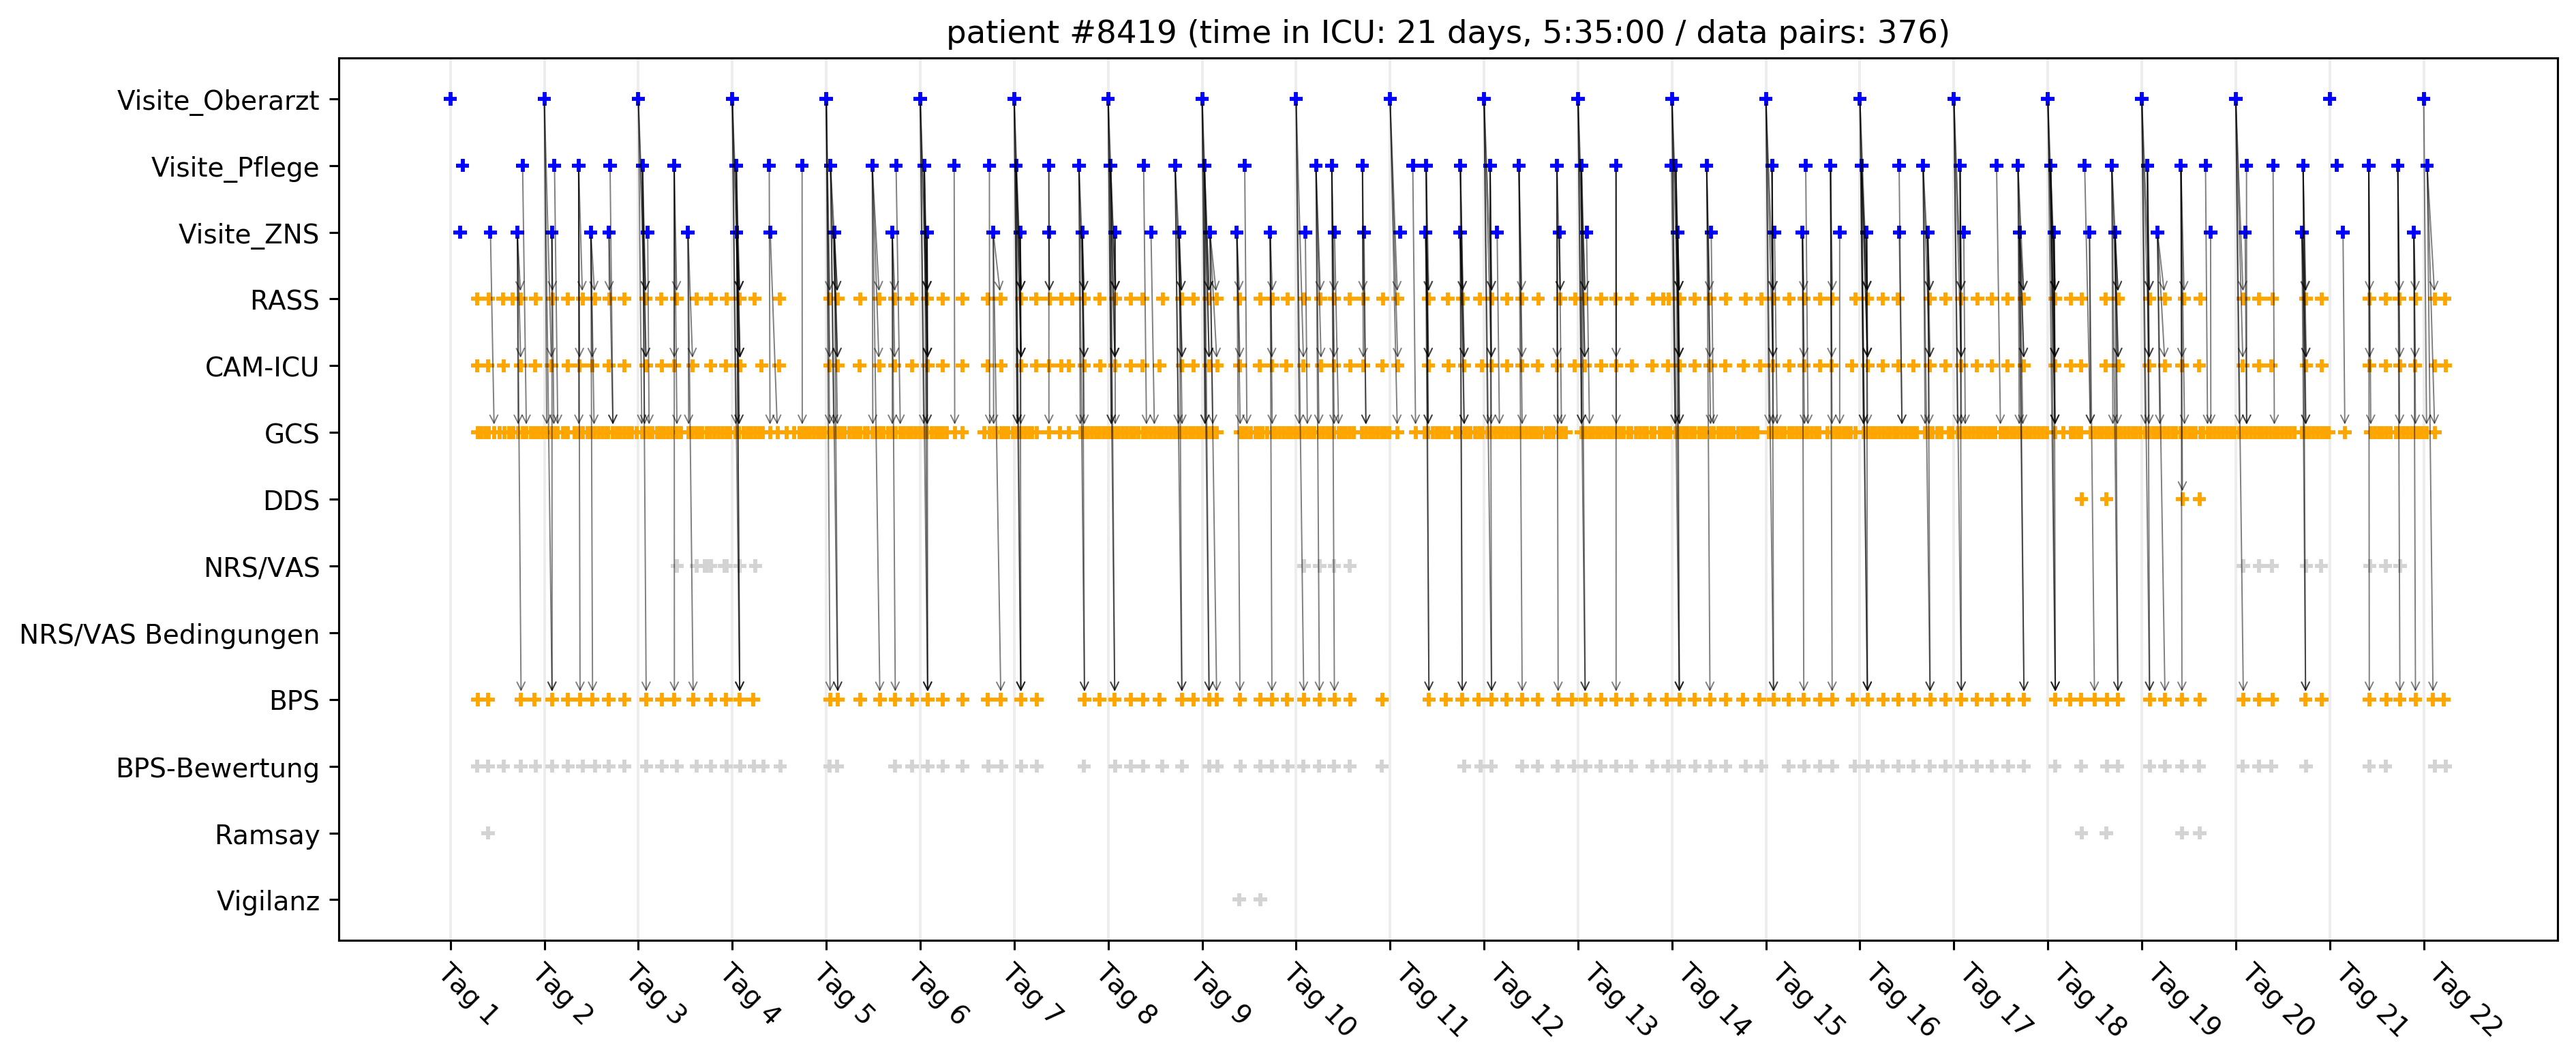 patient #8419 (time in ICU: 21 days, 5:35:00 / data pairs: 376)
Visite_Oberarzt
Visite_Pflege
Visite_ZNS
RASS
CAM-ICU
GCS
DDS
NRS/VAS
NRS/VAS Bedingungen
BPS
BPS-Bewertung
Ramsay
Vigilanz
Tag 1
Tag 2
Tag 3
Tag 4
Tag 5
Tag 6
Tag 7
Tag 8
Tag 9
Tag 10
Tag 11
Tag 12
Tag 13
Tag 14
Tag 15
Tag 16
Tag 17
Tag 18
Tag 19
Tag 20
Tag 21
Tag 22